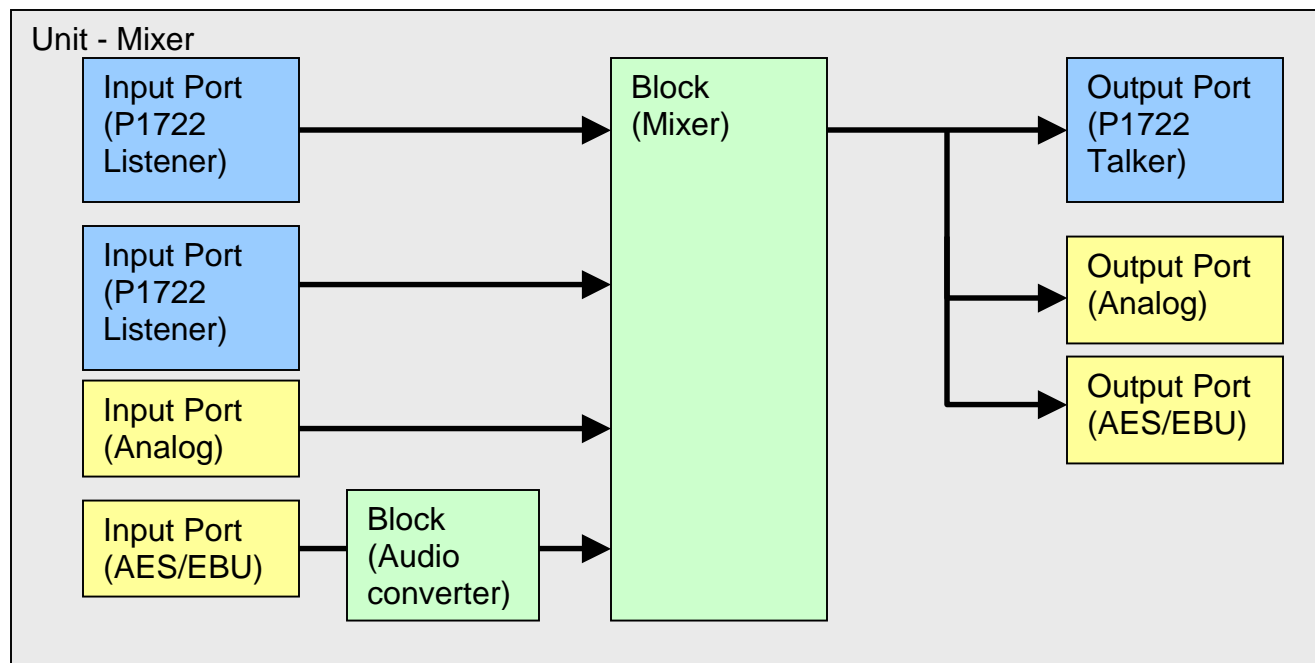 Unit - Mixer
Input Port
(P1722
Listener)
Block
(Mixer)
Output Port
(P1722
Talker)
Input Port
(P1722
Listener)
Output Port
(Analog)
Input Port
(Analog)
Output Port
(AES/EBU)
Input Port
(AES/EBU)
Block
(Audio
converter)